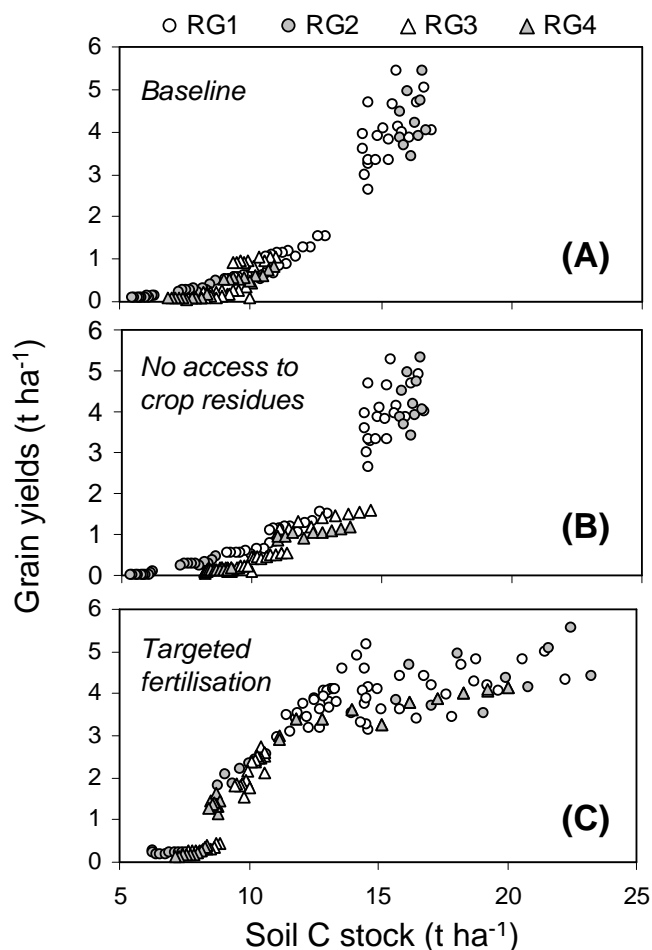 RG1 RG2 RG3 RG4
6
5
4
3
2
1
0
Baseline
(A)
6
5
4
3
2
1
0
No access to
crop residues
(B)
6
5
4
3
2
1
0
Targeted
fertilisation
(C)
5 10 15 20 25
Grain yields (t ha⁻¹)
Soil C stock (t ha⁻¹)